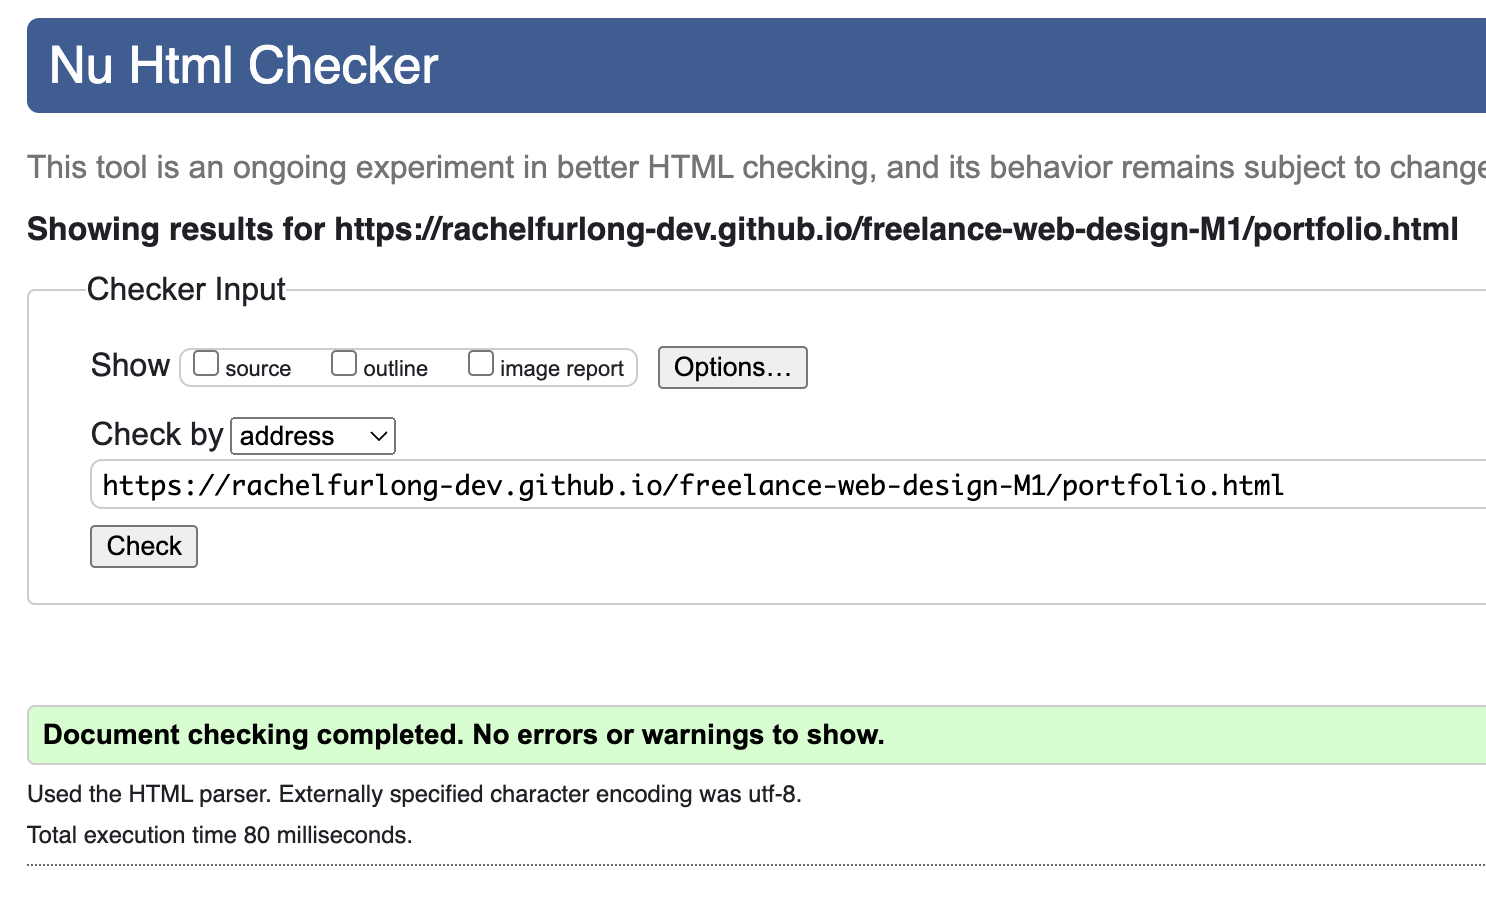 Nu Html Checker
This tool is an ongoing experiment in better HTML checking, and its behavior remains subject to change
Showing results for https://rachelfurlong-dev.github.io/freelance-web-design-M1/portfolio.html
Checker Input
Show source outline image report Options...
Check by address
https://rachelfurlong-dev.github.io/freelance-web-design-M1/portfolio.html
Check
Document checking completed. No errors or warnings to show.
Used the HTML parser. Externally specified character encoding was utf-8.
Total execution time 80 milliseconds.